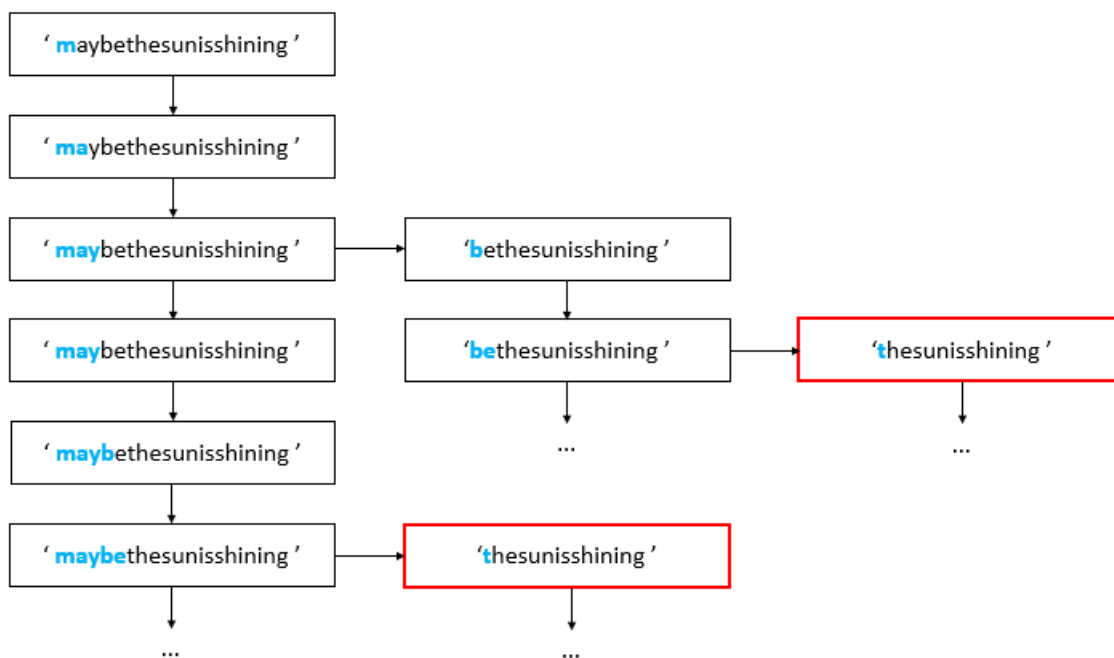 ‘ maybethesunisshining ’
‘ maybethesunisshining ’
‘ maybethesunisshining ’
‘bethesunisshining ’
‘ maybethesunisshining ’
‘bethesunisshining ’
‘thesunisshining ’
‘ maybethesunisshining ’
...
...
‘ maybethesunisshining ’
‘thesunisshining ’
...
...